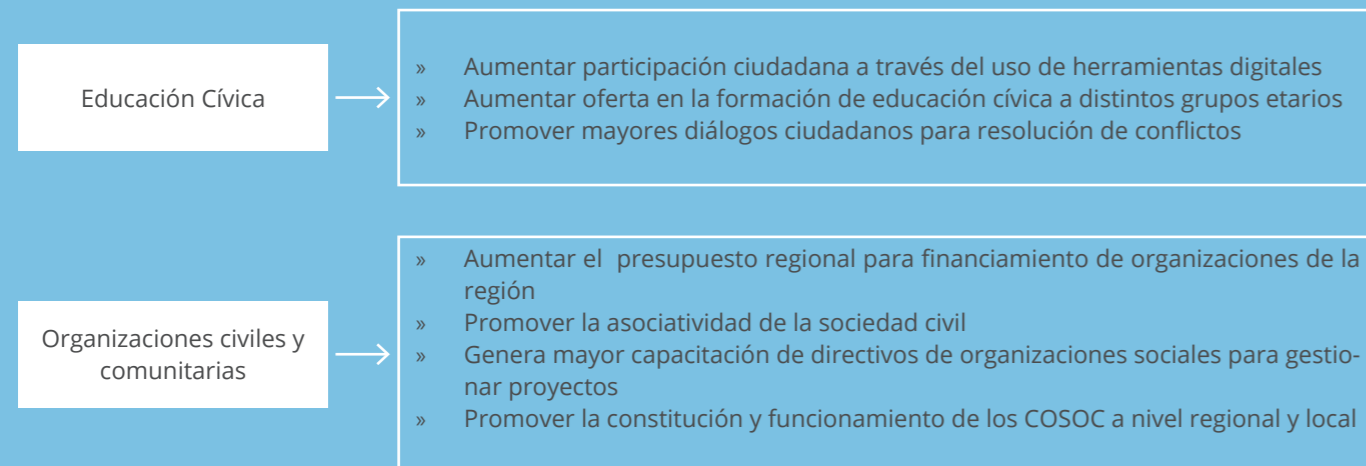 Educación Cívica
» Aumentar participación ciudadana a través del uso de herramientas digitales
» Aumentar oferta en la formación de educación cívica a distintos grupos etarios
» Promover mayores diálogos ciudadanos para resolución de conflictos
Organizaciones civiles y
comunitarias
» Aumentar el  presupuesto regional para financiamiento de organizaciones de la
región
» Promover la asociatividad de la sociedad civil
» Genera mayor capacitación de directivos de organizaciones sociales para gestio-
nar proyectos
» Promover la constitución y funcionamiento de los COSOC a nivel regional y local